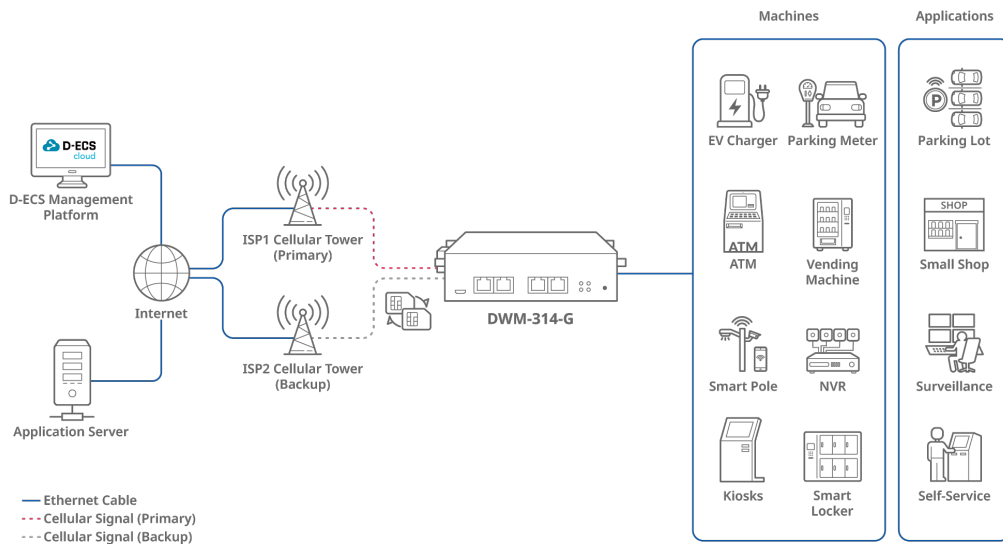 Machines
Applications
D-ECS
cloud
D-ECS Management
Platform
ISP1 Cellular Tower
(Primary)
Internet
ISP2 Cellular Tower
(Backup)
Application Server
DWM-314-G
EV Charger
Parking Meter
P
Parking Lot
ATM
ATM
Vending
Machine
SHOP
Small Shop
Smart Pole
NVR
Surveillance
Kiosks
Smart
Locker
Self-Service
Ethernet Cable
Cellular Signal (Primary)
Cellular Signal (Backup)